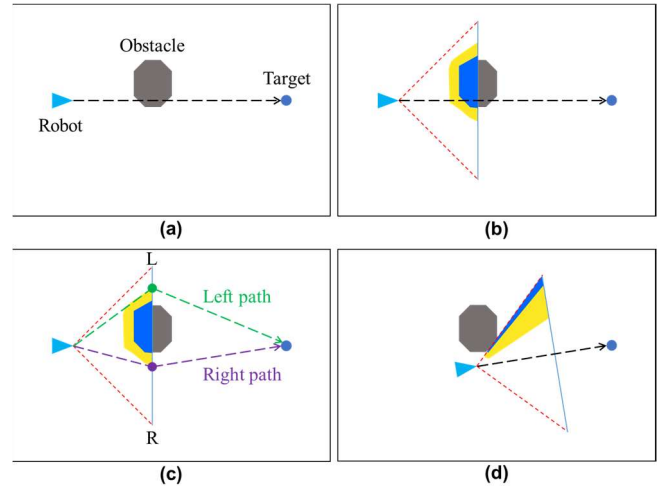 Obstacle
Target
Robot
(a)
(b)
L
Left path
Right path
R
(c)
(d)